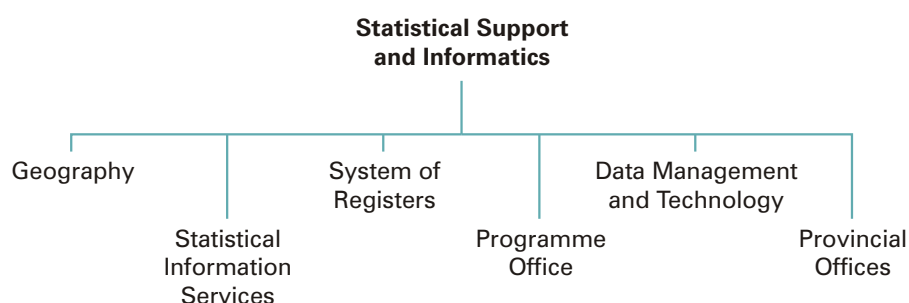 Statistical Support
and Informatics
Geography
System of
Registers
Data Management
and Technology
Statistical
Information
Services
Programme
Office
Provincial
Offices